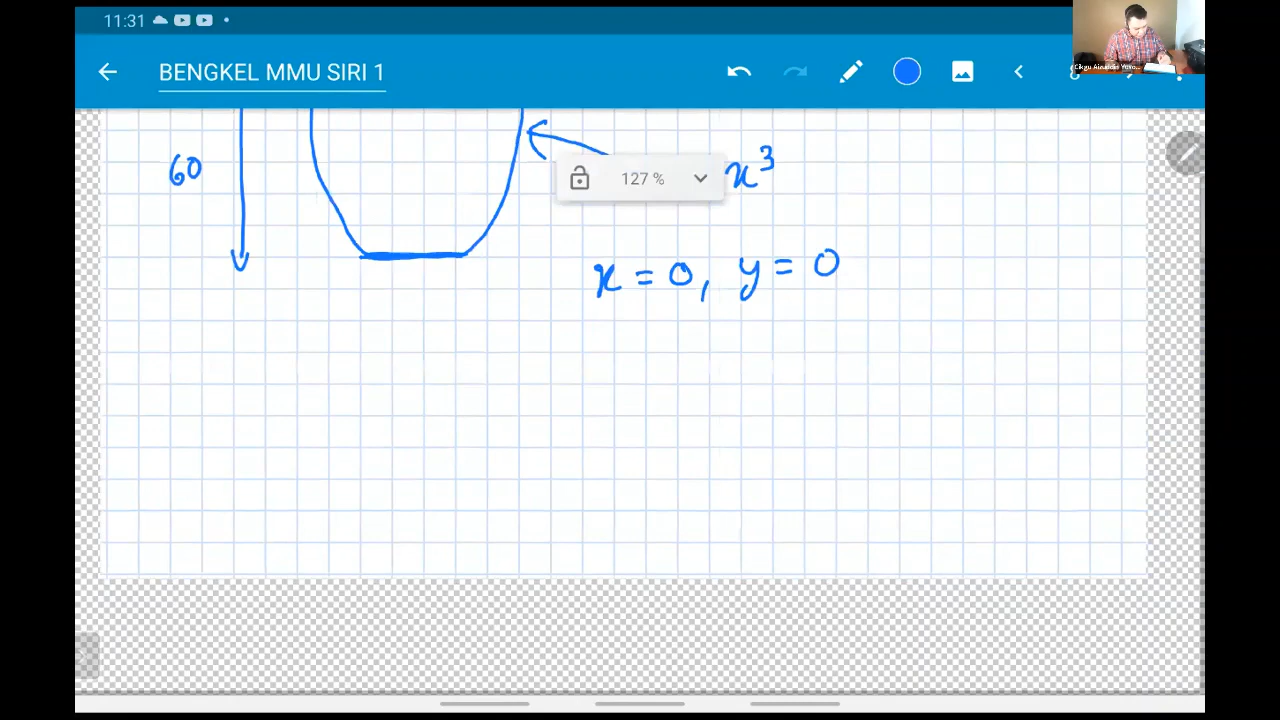 11:31
BENGKEL MMU SIRI 1
60
127 %
x³
x = 0, y = 0